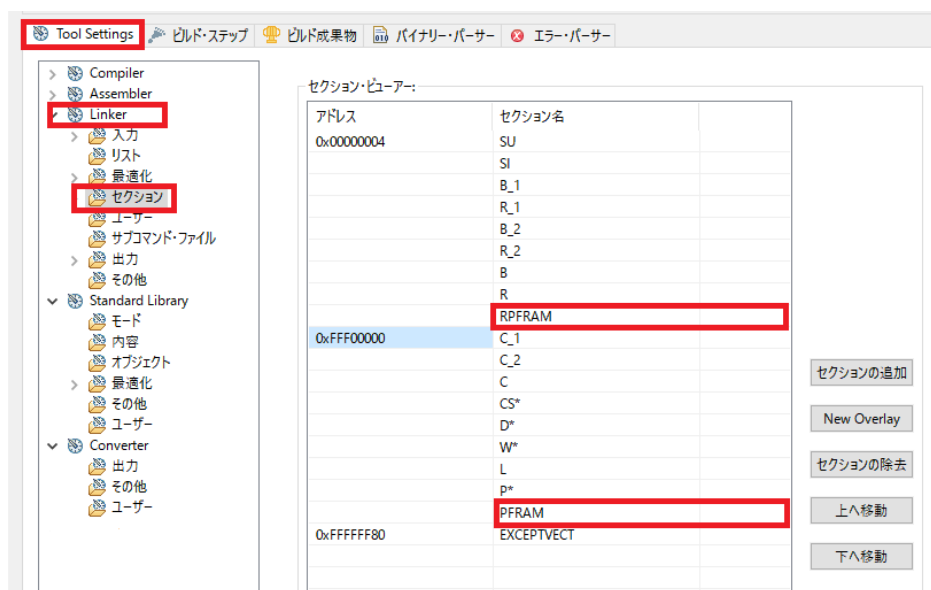 Tool Settings ビルド・ステップ ビルド成果物 バイナリー・パーサー エラー・パーサー
Compiler
Assembler
Linker
入力
リスト
最適化
セクション
ユーザー
サブコマンド・ファイル
出力
その他
Standard Library
モード
内容
オブジェクト
最適化
その他
ユーザー
Converter
出力
その他
ユーザー
セクション・ビューアー:
アドレス セクション名
0x00000004 SU
SI
B_1
R_1
B_2
R_2
B
R
RPFRAM
0xFFF00000 C_1
C_2
C
CS*
D*
W*
L
P*
PFRAM
0xFFFFFF80 EXCEPTVECT
セクションの追加
New Overlay
セクションの除去
上へ移動
下へ移動